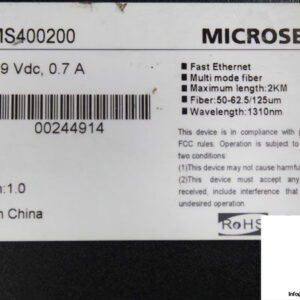 MS400200
MICROSE
9 Vdc, 0.7 A
Fast Ethernet
Multi mode fiber
Maximum length:2KM
Fiber:50-62.5/125um
Wavelength:1310nm
00244914
This device is in compliance with p
FCC rules. Operation is subject to
two conditions:
(1)This device may not cause harmful
(2)This device must accept any
received, include interference that
undesired operation.
:1.0
n China
RoHS